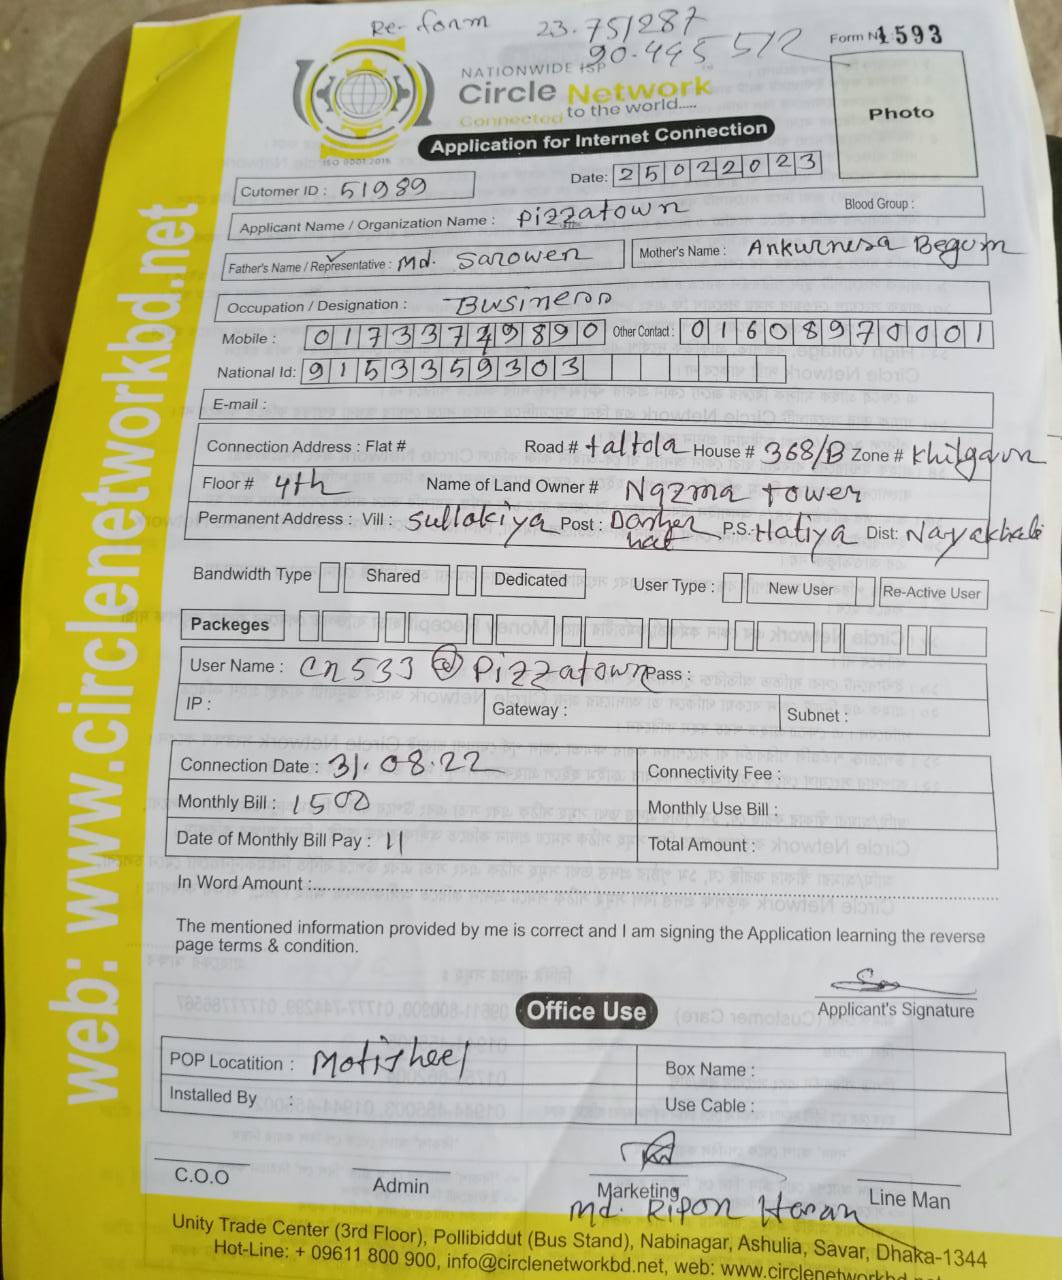 Re-form 23.751287
90.445512
Form No 1593
NATIONWIDE ISP
Circle Network
Connected to the world.....
ISO 9001:2015
Application for Internet Connection
Photo
Date: 25022023
Cutomer ID : 51989
Blood Group :
Applicant Name / Organization Name : Pizzatown
Father's Name / Representative : Md. Sarowen
Mother's Name : Ankurnesa Begum
Occupation / Designation : Business
Mobile : 01733749890 Other Contact : 01608970001
National Id: 9153359303
E-mail :
Connection Address : Flat # Road # taltola House # 368/B Zone # Khilgaon
Floor # 4th Name of Land Owner # Nazma tower
Permanent Address : Vill : Sullokiya Post : Danher hat P.S. Hatiya Dist: Nayakhali
Bandwidth Type Shared Dedicated User Type : New User Re-Active User
Packeges
User Name : cn533@Pizzatown Pass :
IP : Gateway : Subnet :
Connection Date : 31.08.22 Connectivity Fee :
Monthly Bill : 1500 Monthly Use Bill :
Date of Monthly Bill Pay : 11 Total Amount :
In Word Amount :
The mentioned information provided by me is correct and I am signing the Application learning the reverse
page terms & condition.
Applicant's Signature
Office Use
POP Locatition : Motijheel Box Name :
Installed By : Use Cable :
C.O.O Admin Marketing Line Man
Md. Ripon Hasan
Unity Trade Center (3rd Floor), Pollibiddut (Bus Stand), Nabinagar, Ashulia, Savar, Dhaka-1344
Hot-Line: + 09611 800 900, info@circlenetworkbd.net, web: www.circlenetworkbd.net
web: www.circlenetworkbd.net